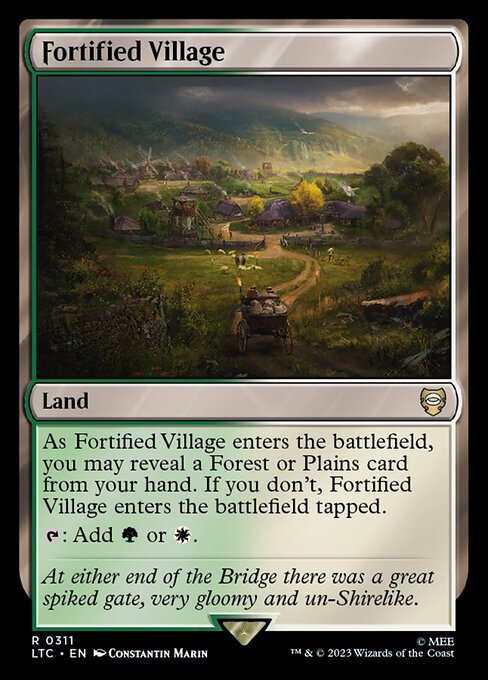 Fortified Village
Land
As Fortified Village enters the battlefield,
you may reveal a Forest or Plains card
from your hand. If you don't, Fortified
Village enters the battlefield tapped.
: Add or .
At either end of the Bridge there was a great
spiked gate, very gloomy and un-Shirelike.
R 0311
© MEE
LTC • EN Constantin Marin
™ & © 2023 Wizards of the Coast